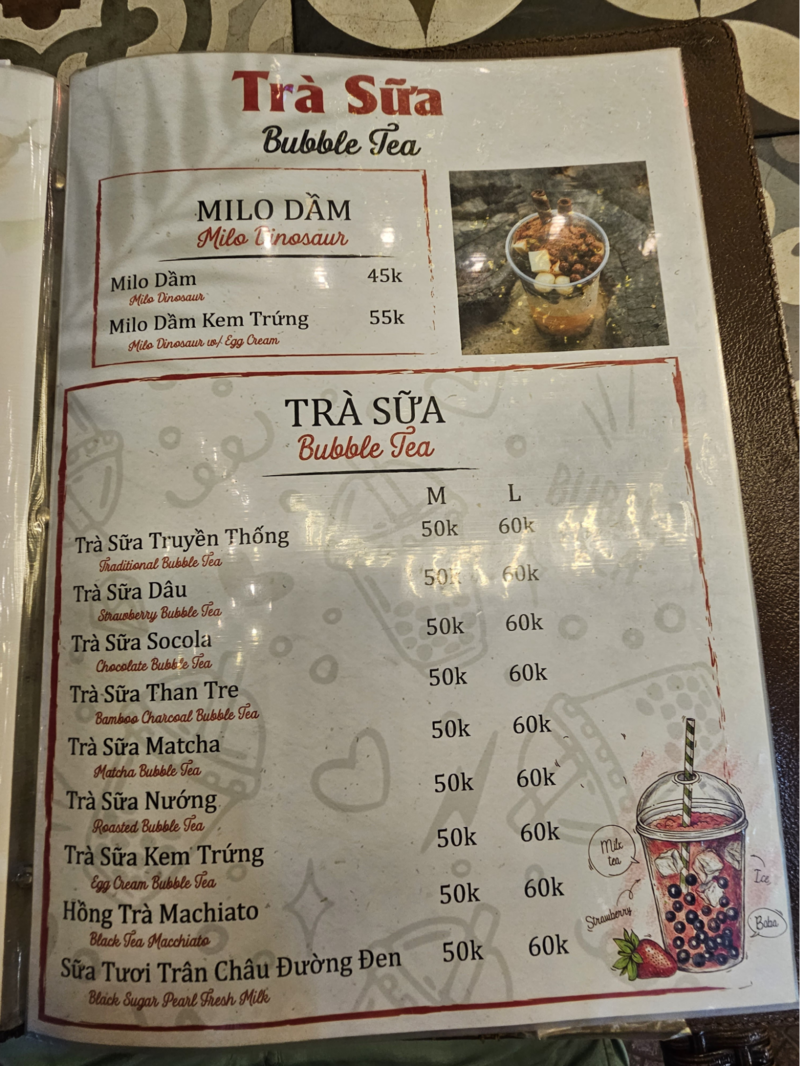 Trà Sữa
Bubble Tea
MILO DẦM
Milo Dinosaur
Milo Dầm 45k
Milo Dinosaur
Milo Dầm Kem Trứng 55k
Milo Dinosaur w/ Egg Cream
TRÀ SỮA
Bubble Tea
M L
Trà Sữa Truyền Thống 50k 60k
Traditional Bubble Tea
Trà Sữa Dâu 50k 60k
Strawberry Bubble Tea
Trà Sữa Socola 50k 60k
Chocolate Bubble Tea
Trà Sữa Than Tre 50k 60k
Bamboo Charcoal Bubble Tea
Trà Sữa Matcha 50k 60k
Matcha Bubble Tea
Trà Sữa Nướng 50k 60k
Roasted Bubble Tea
Trà Sữa Kem Trứng 50k 60k
Egg Cream Bubble Tea
Hồng Trà Machiato 50k 60k
Black Tea Macchiato
Sữa Tươi Trân Châu Đường Đen 50k 60k
Black Sugar Pearl Fresh Milk
Milk
tea
Ice
Strawberry
Boba